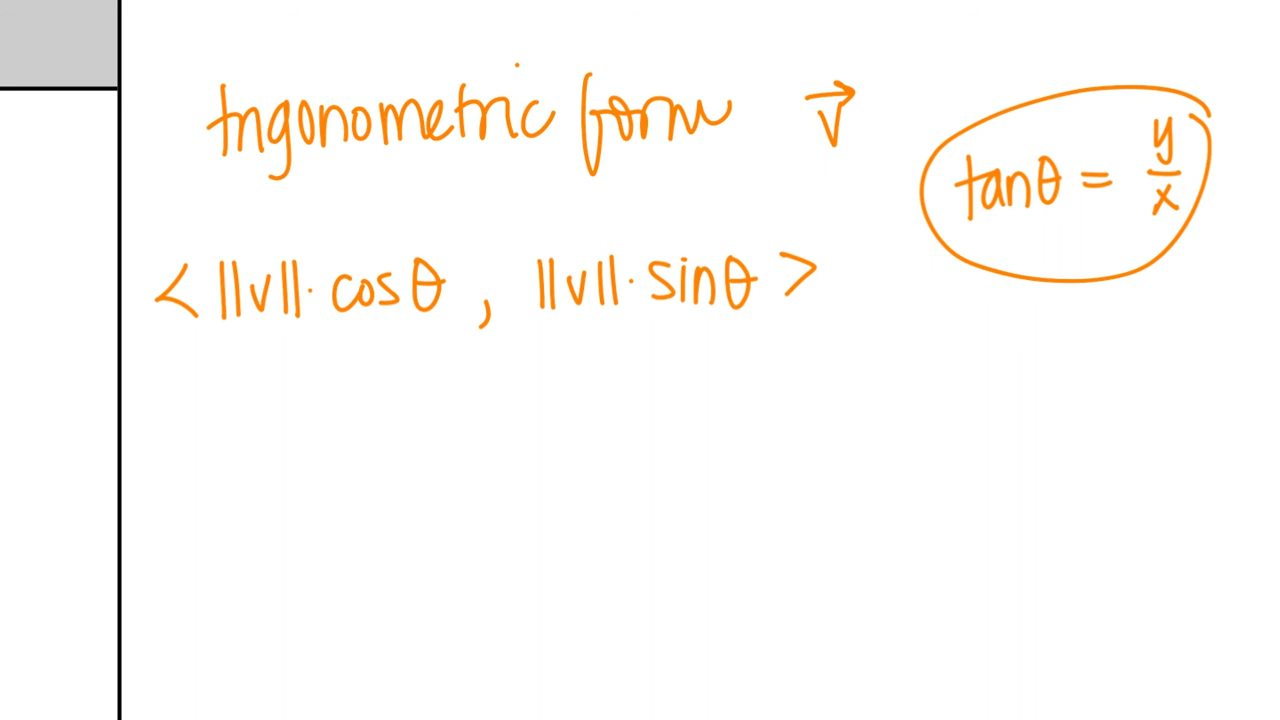 trigonometric form v⃗
tanθ = y/x
< ||v||· cosθ , ||v||· sinθ >